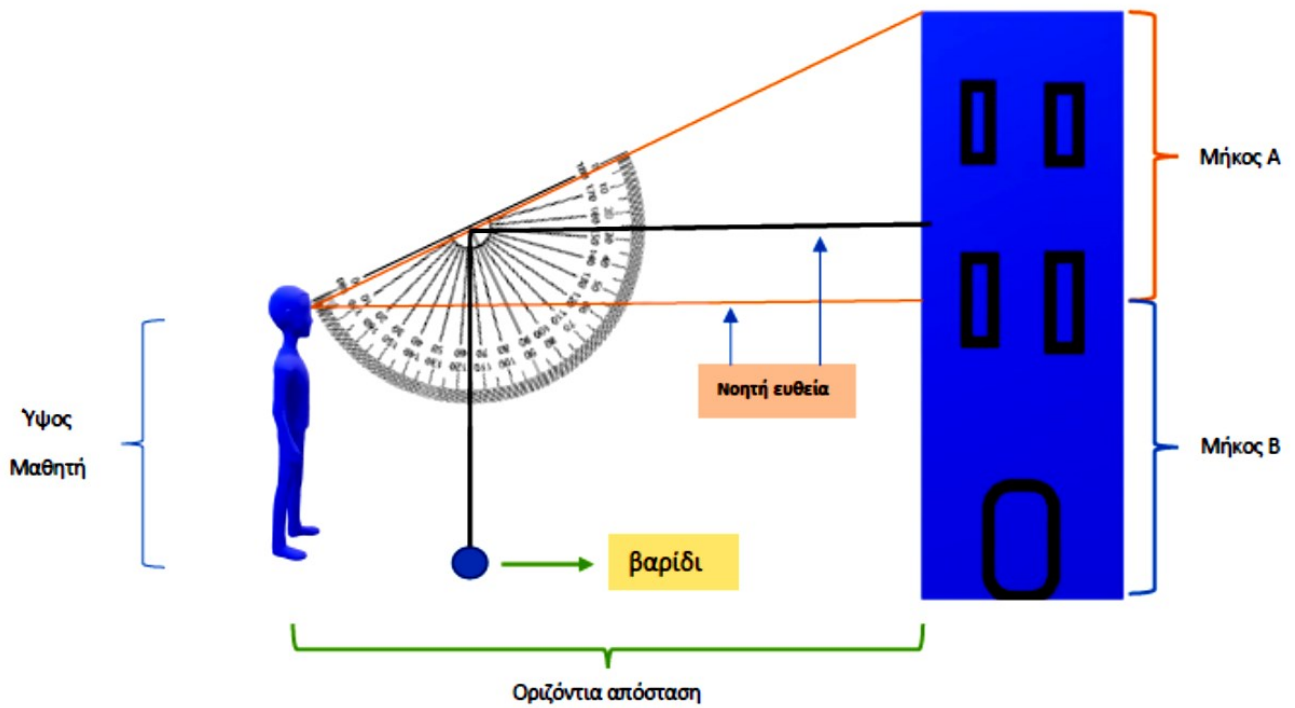 Μήκος Α
Νοητή ευθεία
Ύψος
Μαθητή
Μήκος Β
βαρίδι
Οριζόντια απόσταση